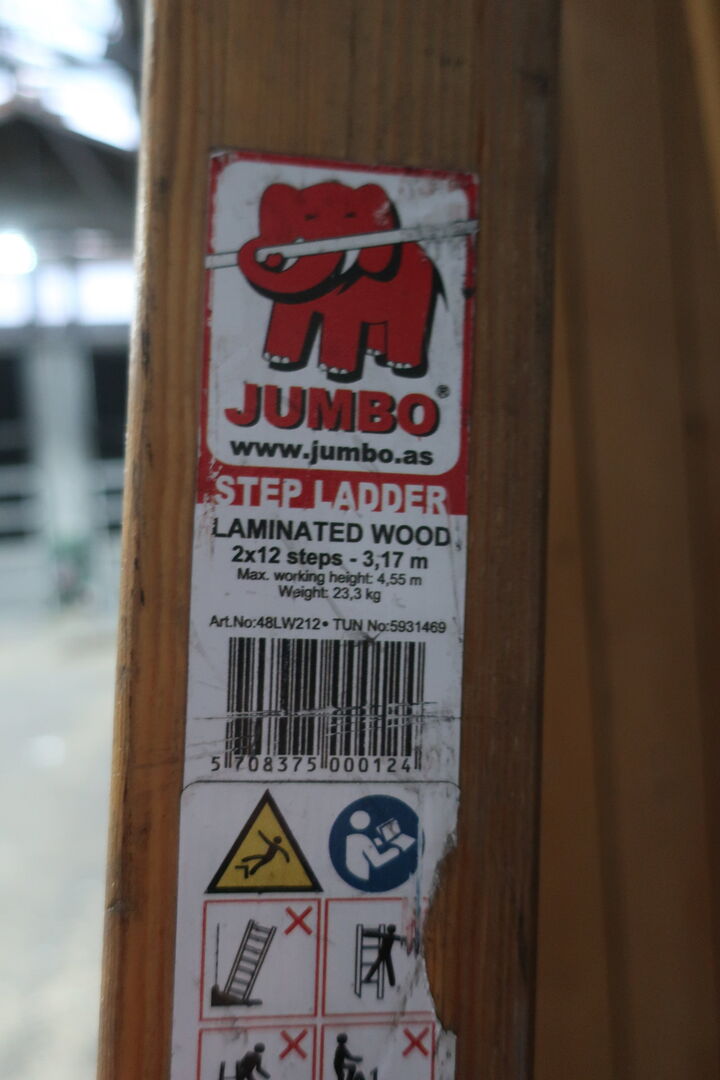 JUMBO®
www.jumbo.as
STEP LADDER
LAMINATED WOOD
2x12 steps - 3,17 m
Max. working height: 4,55 m
Weight: 23,3 kg
Art.No:48LW212• TUN No:5931469
5 708375 000124